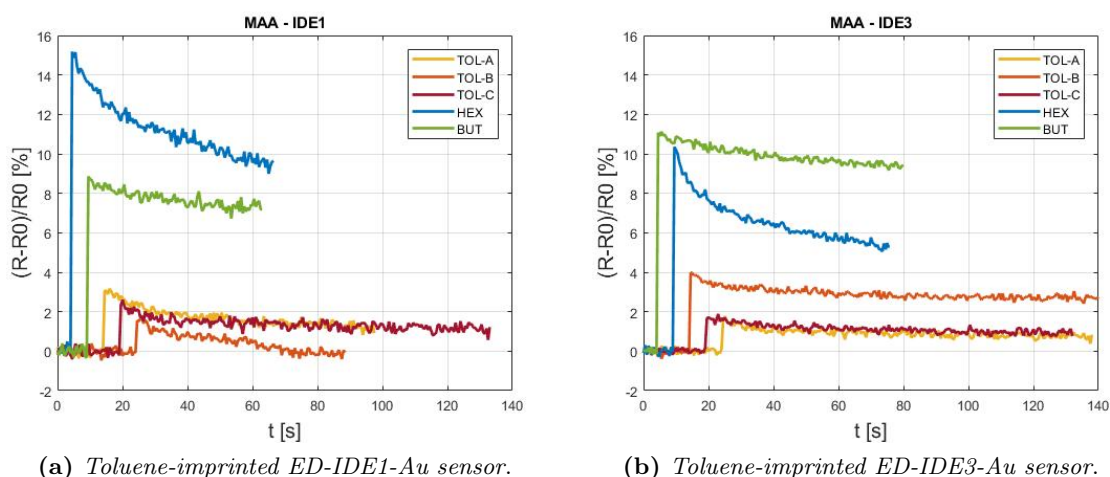 MAA - IDE1
(R-R0)/R0 [%]
16
14
12
10
8
6
4
2
0
-2
TOL-A
TOL-B
TOL-C
HEX
BUT
0 20 40 60 80 100 120 140
t [s]
(a) Toluene-imprinted ED-IDE1-Au sensor.
MAA - IDE3
(R-R0)/R0 [%]
16
14
12
10
8
6
4
2
0
-2
TOL-A
TOL-B
TOL-C
HEX
BUT
0 20 40 60 80 100 120 140
t [s]
(b) Toluene-imprinted ED-IDE3-Au sensor.